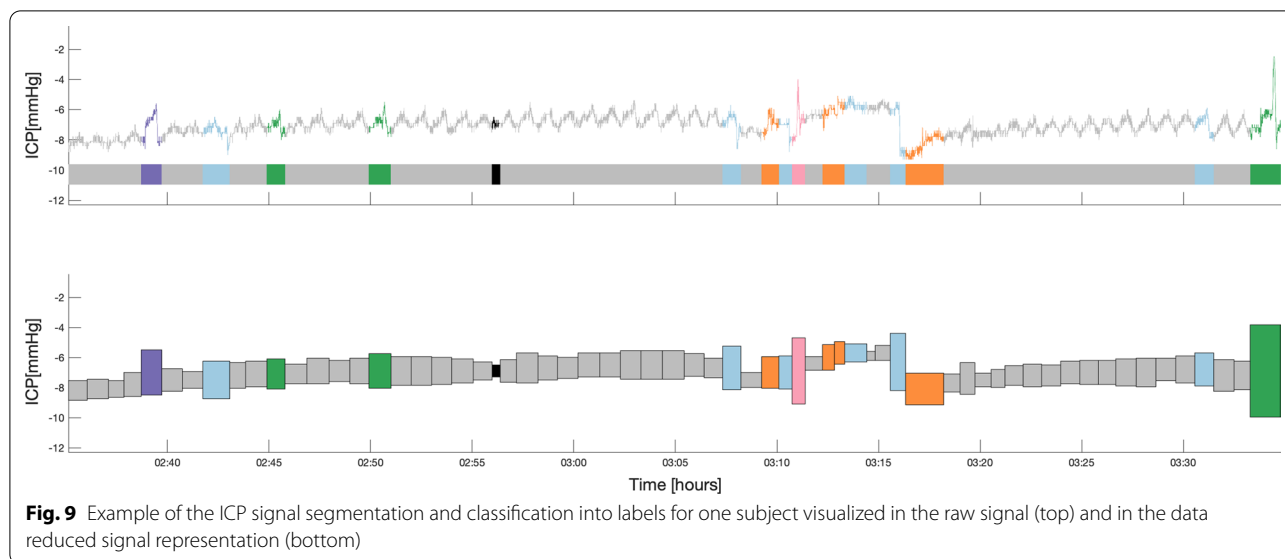 -2
-4
-6
-8
-10
-12
ICP[mmHg]
-2
-4
-6
-8
-10
-12
ICP[mmHg]
02:40 02:45 02:50 02:55 03:00 03:05 03:10 03:15 03:20 03:25 03:30
Time [hours]
Fig. 9 Example of the ICP signal segmentation and classification into labels for one subject visualized in the raw signal (top) and in the data
reduced signal representation (bottom)